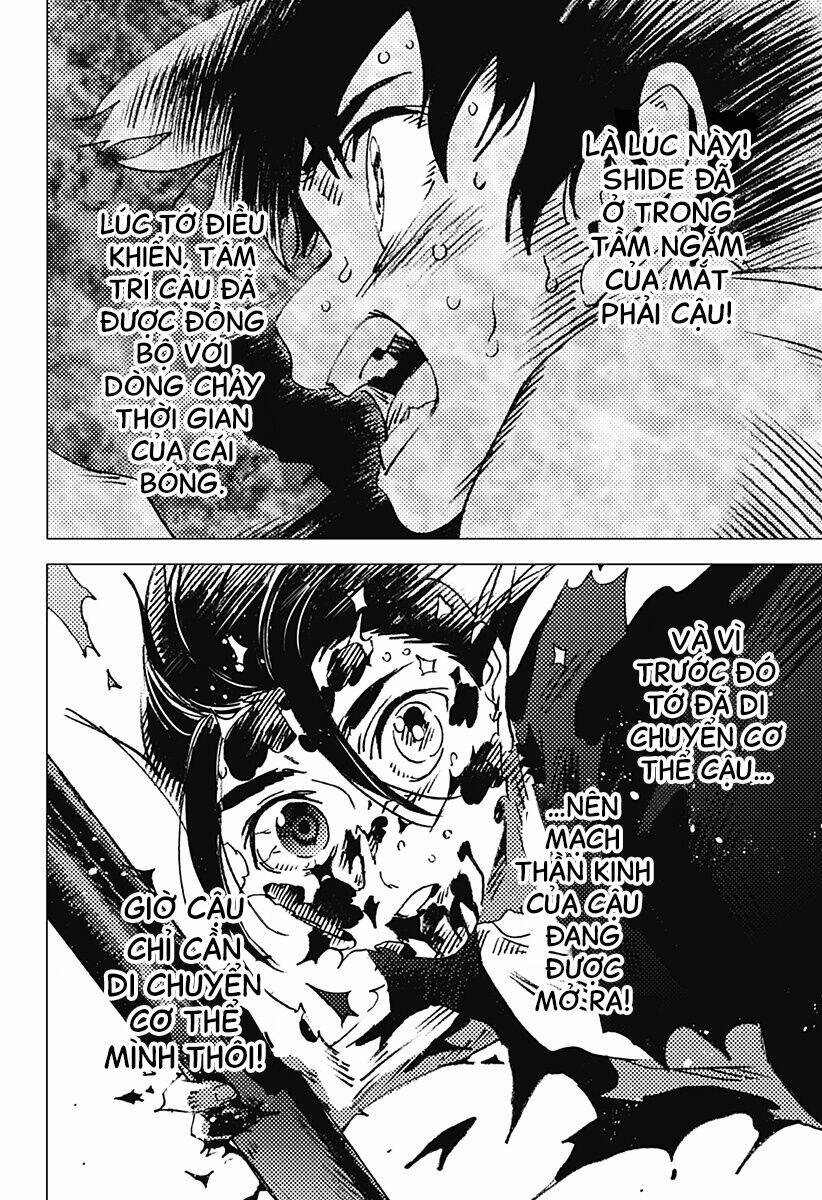 LÀ LÚC NÀY!
SHIDE ĐÃ
Ở TRONG
TẦM NGẮM
CỦA MẮT
PHẢI CẬU!
LÚC TỚ ĐIỀU
KHIỂN, TÂM
TRÍ CẬU ĐÃ
ĐƯỢC ĐỒNG
BỘ VỚI
DÒNG CHẢY
THỜI GIAN
CỦA CÁI
BÓNG.
VÀ VÌ
TRƯỚC ĐÓ
TỚ ĐÃ DI
CHUYỂN CƠ
THỂ CẬU...
...NÊN
MẠCH
THẦN KINH
CỦA CẬU
ĐANG
ĐƯỢC
MỞ RA!
GIỜ CẬU
CHỈ CẦN
DI CHUYỂN
CƠ THỂ
MÌNH THÔI!